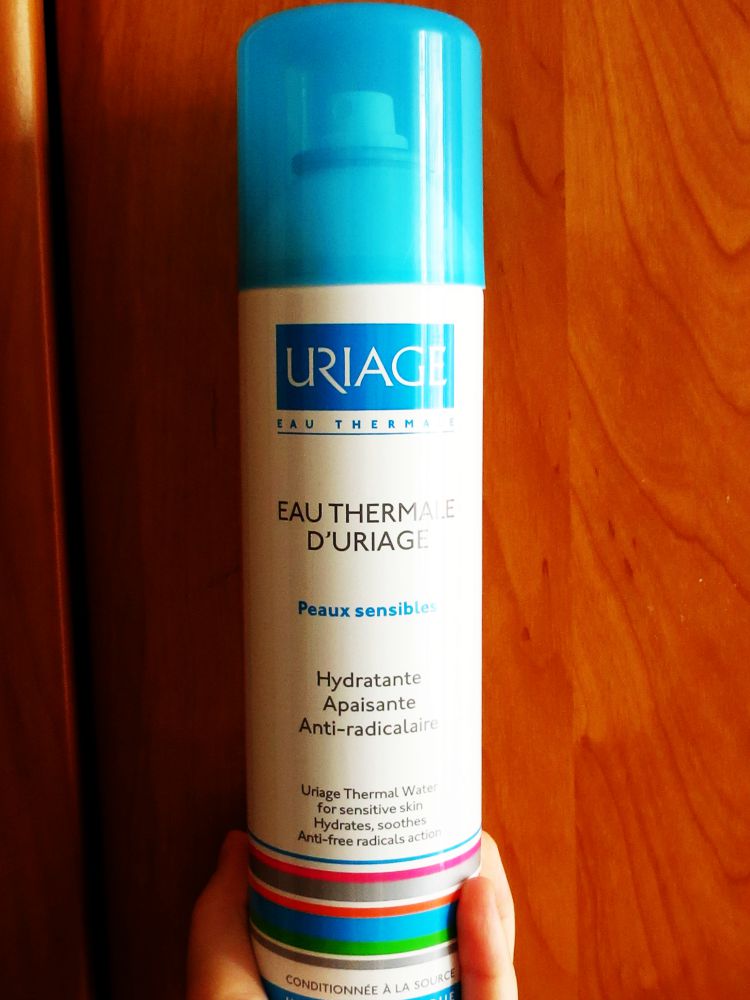 URIAGE
EAU THERMALE
EAU THERMALE
D'URIAGE
Peaux sensibles
Hydratante
Apaisante
Anti-radicalaire
Uriage Thermal Water
for sensitive skin
Hydrates, soothes
Anti-free radicals action
CONDITIONNÉE À LA SOURCE